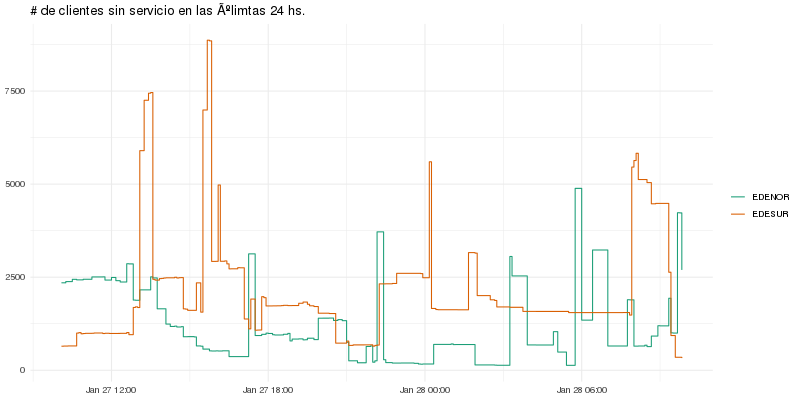 # de clientes sin servicio en las Ãºlimtas 24 hs.
7500
5000
2500
0
Jan 27 12:00
Jan 27 18:00
Jan 28 00:00
Jan 28 06:00
EDENOR
EDESUR